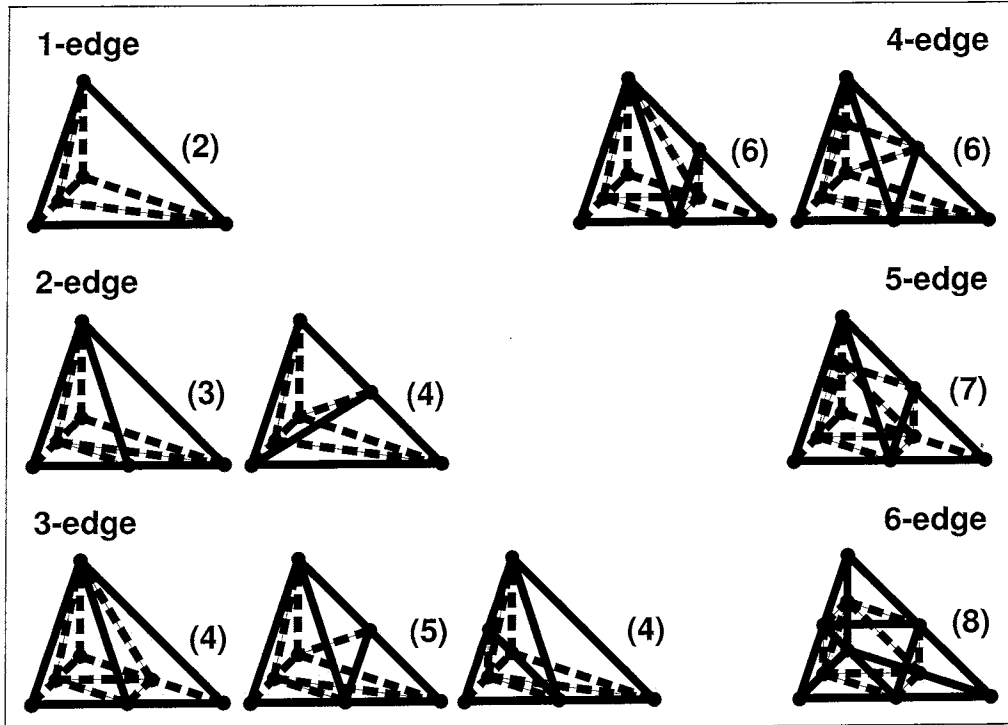 1-edge
4-edge
(2)
(6)
(6)
2-edge
5-edge
(3)
(4)
(7)
3-edge
6-edge
(4)
(5)
(4)
(8)